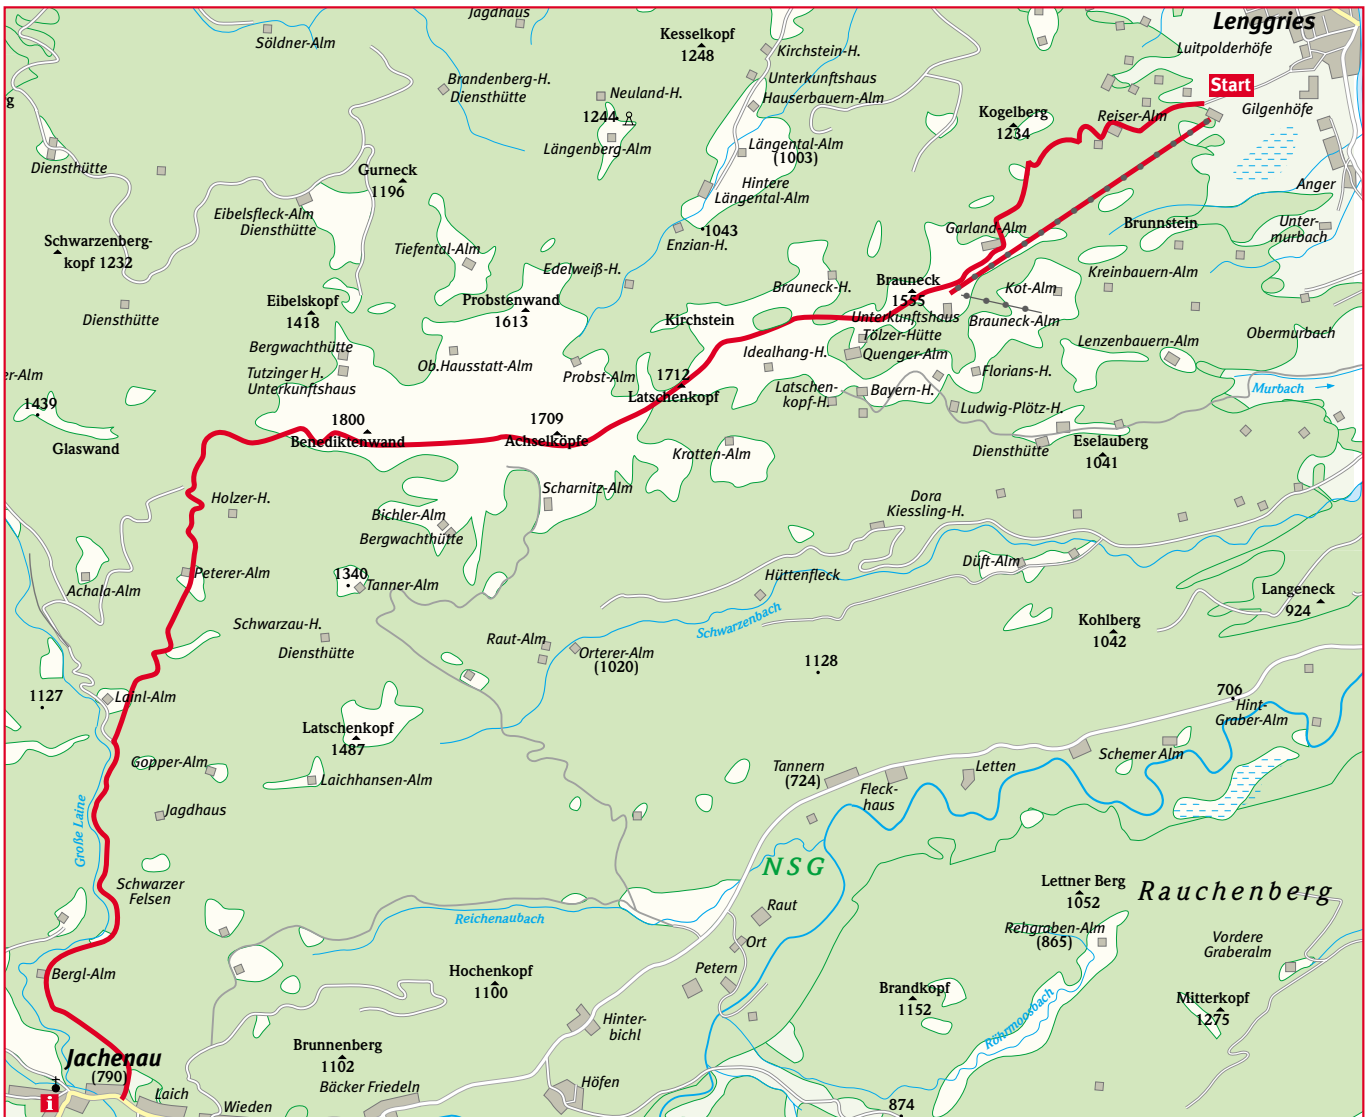 Jagdhaus
Söldner-Alm
Kesselkopf
1248
Kirchstein-H.
Lenggries
Luitpolderhöfe
Start
Gilgenhöfe
Brandenberg-H.
Diensthütte
Neuland-H.
1244
Längenberg-Alm
Unterkunftshaus
Hauserbauern-Alm
Kogelberg
1234
Reiser-Alm
g
Diensthütte
Gurneck
1196
Längental-Alm
(1003)
Hintere
Längental-Alm
Anger
Eibelsfleck-Alm
Diensthütte
Schwarzenberg-
kopf 1232
Tiefental-Alm
1043
Enzian-H.
Garland-Alm
Brunnstein
Unter-
murbach
Edelweiß-H.
Kreinbauern-Alm
Diensthütte
Eibelskopf
1418
Probstenwand
1613
Brauneck-H.
Brauneck
1555
Kot-Alm
Unterkunftshaus
Brauneck-Alm
Kirchstein
Tölzer-Hütte
Quenger-Alm
Obermurbach
Bergwachthütte
Tutzinger H.
Unterkunftshaus
Ob.Hausstatt-Alm
Probst-Alm
Idealhang-H.
Lenzenbauern-Alm
Florians-H.
er-Alm
1712
Latschenkopf
Latschen-
kopf-H.
Bayern-H.
Murbach
1439
Glaswand
1800
Benediktenwand
1709
Achselköpfe
Ludwig-Plötz-H.
Diensthütte
Eselauberg
1041
Krotten-Alm
Holzer-H.
Scharnitz-Alm
Dora
Kiessling-H.
Bichler-Alm
Bergwachthütte
Achala-Alm
Peterer-Alm
1340
Tanner-Alm
Hüttenfleck
Düft-Alm
Langeneck
924
Schwarzau-H.
Diensthütte
Schwarzenbach
Kohlberg
1042
Raut-Alm
Orterer-Alm
(1020)
1128
1127
Lainl-Alm
706
Hint-
Graber-Alm
Latschenkopf
1487
Gopper-Alm
Laichhansen-Alm
Tannern
(724)
Fleck-
haus
Letten
Schemer Alm
Jagdhaus
Große Laine
NSG
Schwarzer
Felsen
Lettner Berg
1052
Rauchenberg
Reichenaubach
Raut
Rehgraben-Alm
(865)
Ort
Vordere
Graberalm
Bergl-Alm
Hochenkopf
1100
Petern
Brandkopf
1152
Mitterkopf
1275
Röhrmoosbach
Hinter-
bichl
Jachenau
(790)
Brunnenberg
1102
Bäcker Friedeln
Höfen
i
Laich
Wieden
874